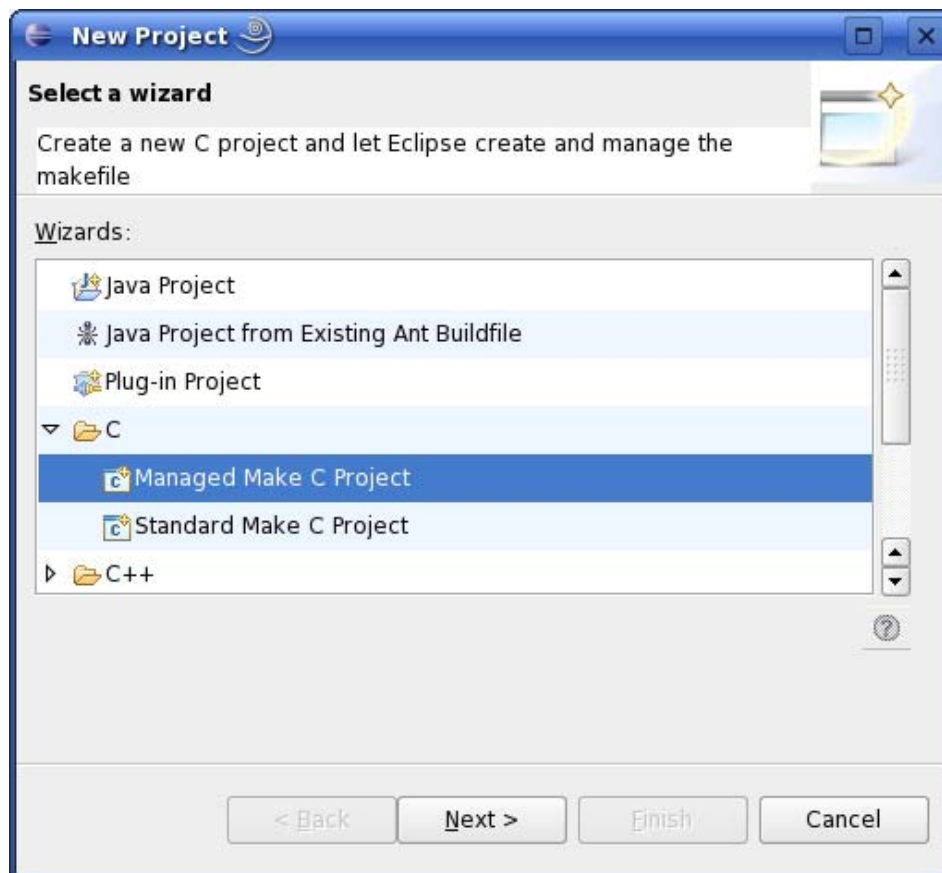 New Project
Select a wizard
Create a new C project and let Eclipse create and manage the
makefile
Wizards:
Java Project
Java Project from Existing Ant Buildfile
Plug-in Project
C
Managed Make C Project
Standard Make C Project
C++
< Back
Next >
Finish
Cancel